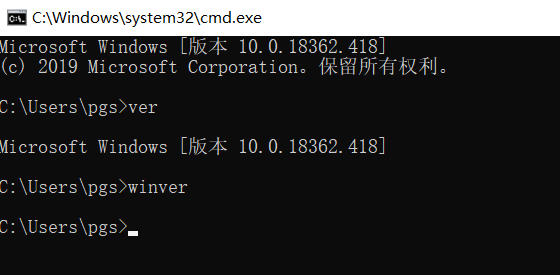 C:\Windows\system32\cmd.exe
Microsoft Windows [版本 10.0.18362.418]
(c) 2019 Microsoft Corporation。保留所有权利。
C:\Users\pgs>ver
Microsoft Windows [版本 10.0.18362.418]
C:\Users\pgs>winver
C:\Users\pgs>